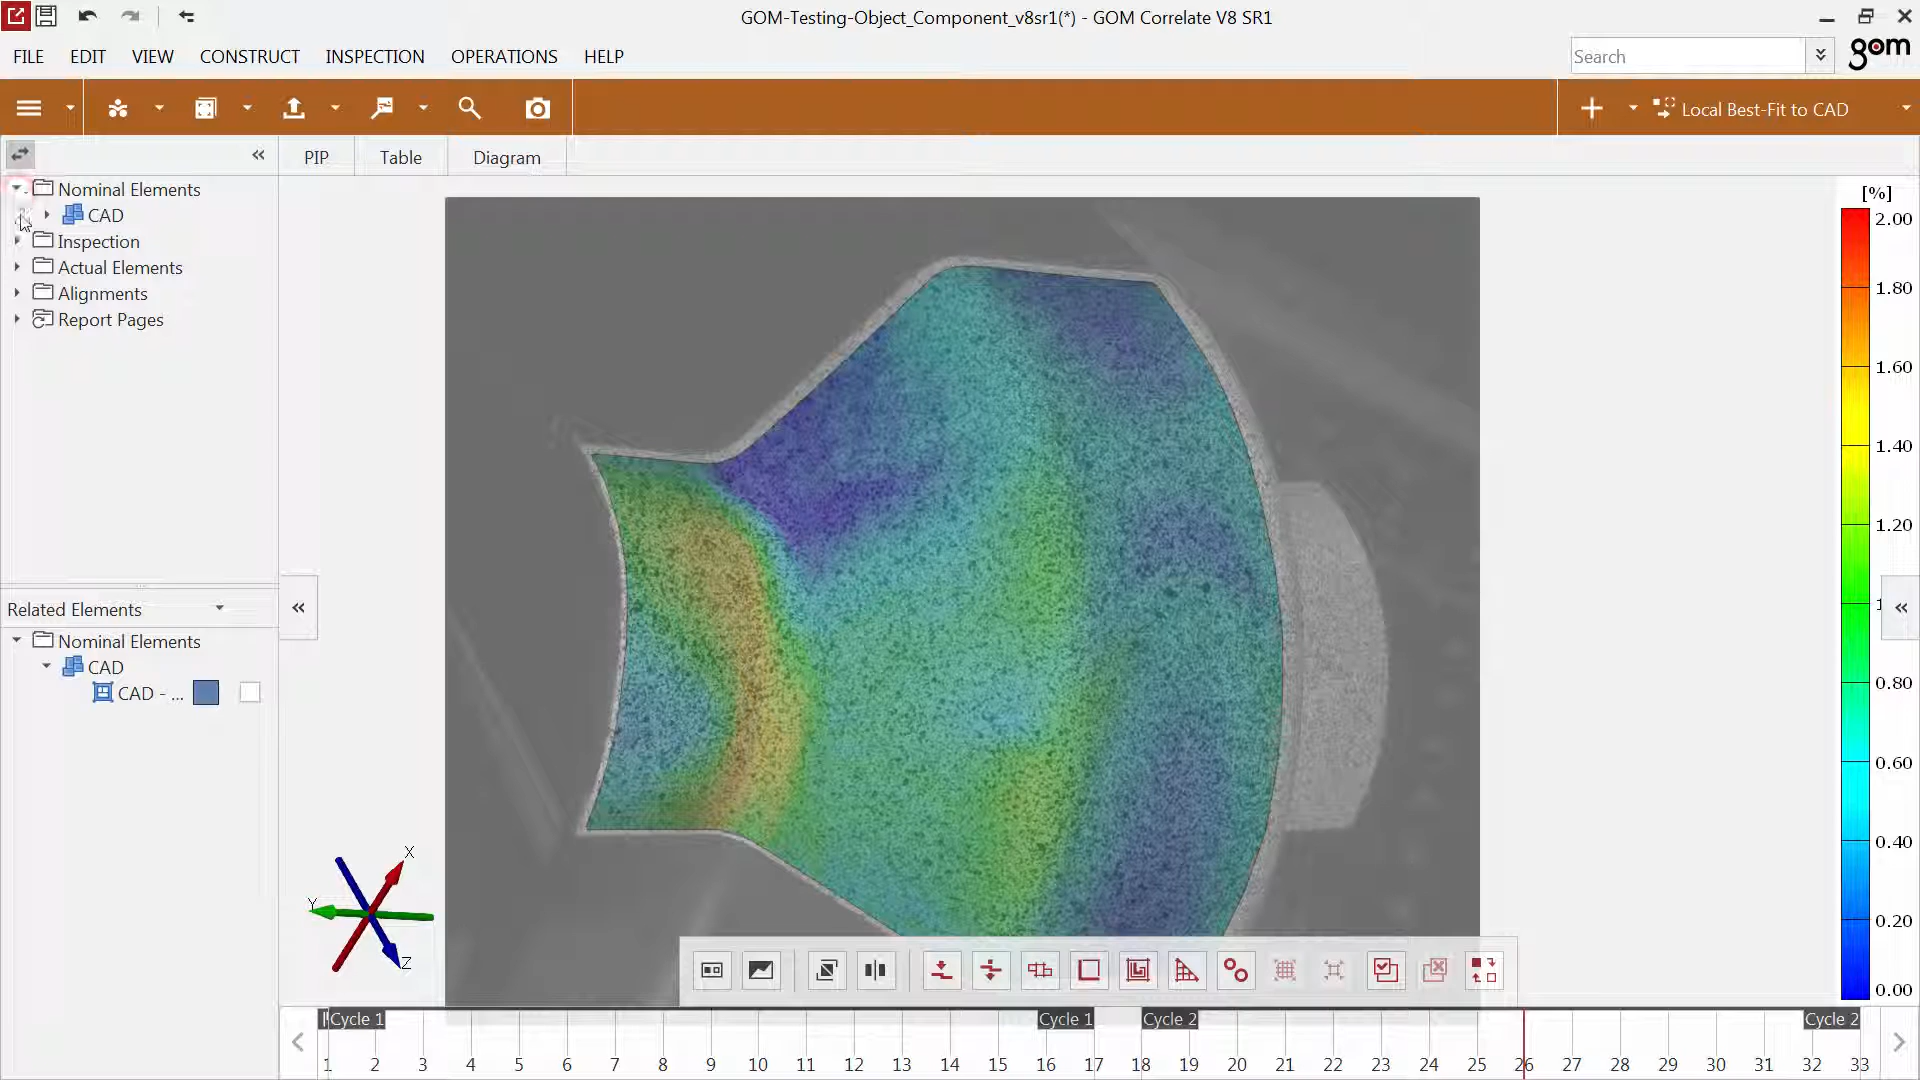 GOM-Testing-Object_Component_v8sr1(*) - GOM Correlate V8 SR1
FILE EDIT VIEW CONSTRUCT INSPECTION OPERATIONS HELP
Search
gom
Local Best-Fit to CAD
PIP Table Diagram
Nominal Elements
CAD
Inspection
Actual Elements
Alignments
Report Pages
Related Elements
Nominal Elements
CAD
CAD - ...
X
Y
Z
[%]
2.00
1.80
1.60
1.40
1.20
0.80
0.60
0.40
0.20
0.00
Cycle 1 Cycle 1 Cycle 2 Cycle 2
1 2 3 4 5 6 7 8 9 10 11 12 13 14 15 16 17 18 19 20 21 22 23 24 25 26 27 28 29 30 31 32 33